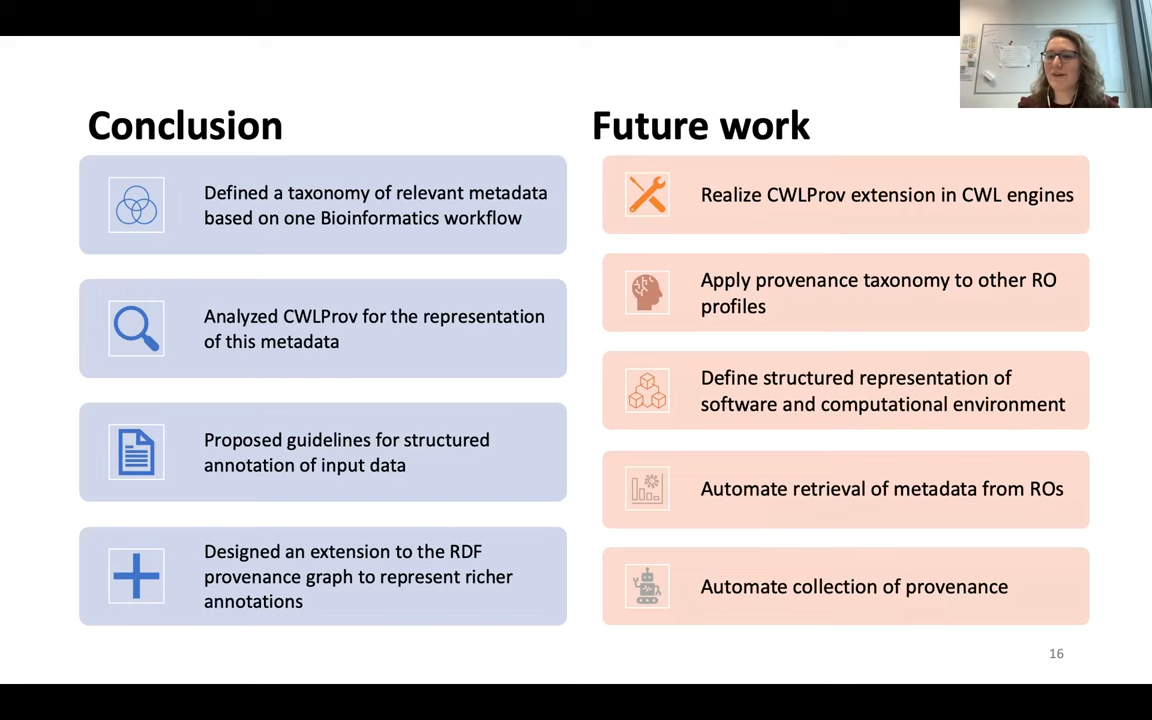 Conclusion
Defined a taxonomy of relevant metadata
based on one Bioinformatics workflow
Analyzed CWLProv for the representation
of this metadata
Proposed guidelines for structured
annotation of input data
Designed an extension to the RDF
provenance graph to represent richer
annotations
Future work
Realize CWLProv extension in CWL engines
Apply provenance taxonomy to other RO
profiles
Define structured representation of
software and computational environment
Automate retrieval of metadata from ROs
Automate collection of provenance
16